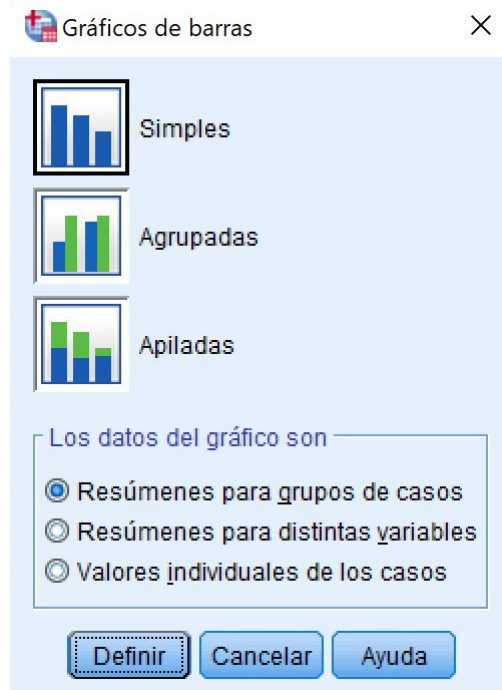 Gráficos de barras
Simples
Agrupadas
Apiladas
Los datos del gráfico son
Resúmenes para grupos de casos
Resúmenes para distintas variables
Valores individuales de los casos
Definir Cancelar Ayuda